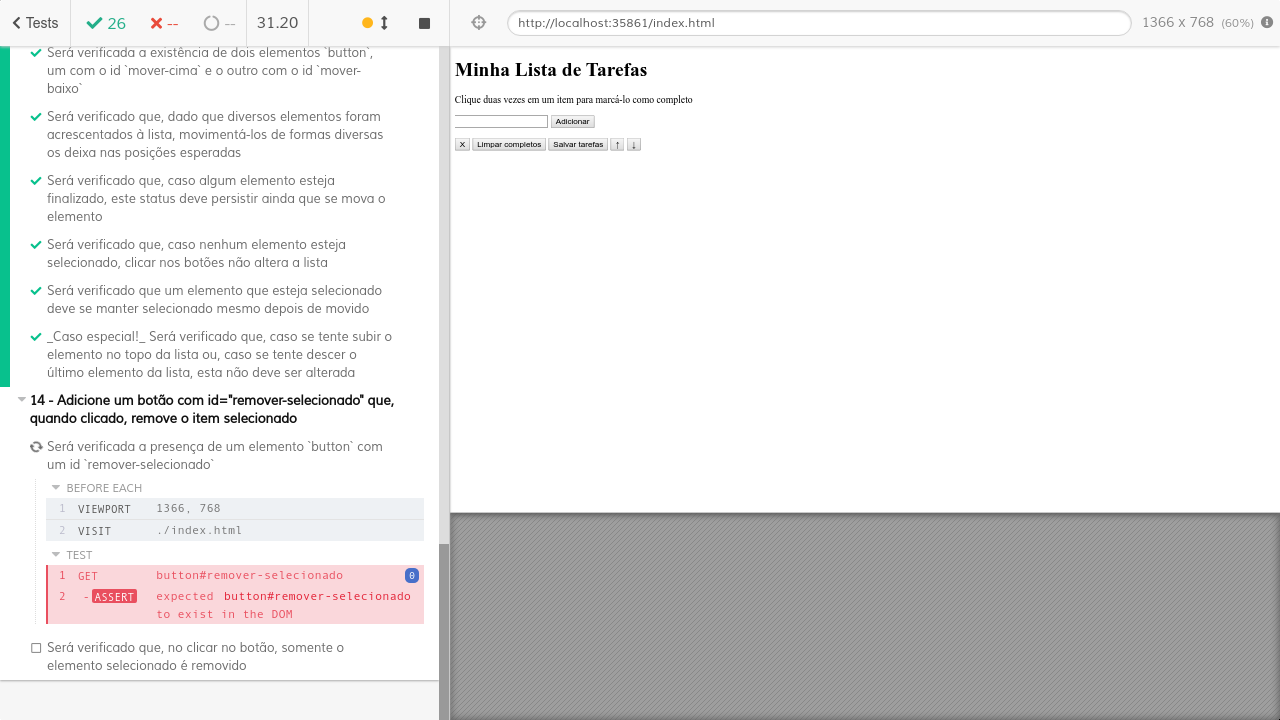 Tests 26 -- -- 31.20 http://localhost:35861/index.html 1366 x 768 (60%)
Será verificada a existência de dois elementos `button`,
um com o id `mover-cima` e o outro com o id `mover-
baixo`
Será verificado que, dado que diversos elementos foram
acrescentados à lista, movimentá-los de formas diversas
os deixa nas posições esperadas
Será verificado que, caso algum elemento esteja
finalizado, este status deve persistir ainda que se mova o
elemento
Será verificado que, caso nenhum elemento esteja
selecionado, clicar nos botões não altera a lista
Será verificado que um elemento que esteja selecionado
deve se manter selecionado mesmo depois de movido
_Caso especial!_ Será verificado que, caso se tente subir o
elemento no topo da lista ou, caso se tente descer o
último elemento da lista, esta não deve ser alterada
14 - Adicione um botão com id="remover-selecionado" que,
quando clicado, remove o item selecionado
Será verificada a presença de um elemento `button` com
um id `remover-selecionado`
BEFORE EACH
1 VIEWPORT 1366, 768
2 VISIT ./index.html
TEST
1 GET button#remover-selecionado 0
2 -ASSERT expected button#remover-selecionado
to exist in the DOM
Será verificado que, no clicar no botão, somente o
elemento selecionado é removido
Minha Lista de Tarefas
Clique duas vezes em um item para marcá-lo como completo
Adicionar
X Limpar completos Salvar tarefas ↑ ↓